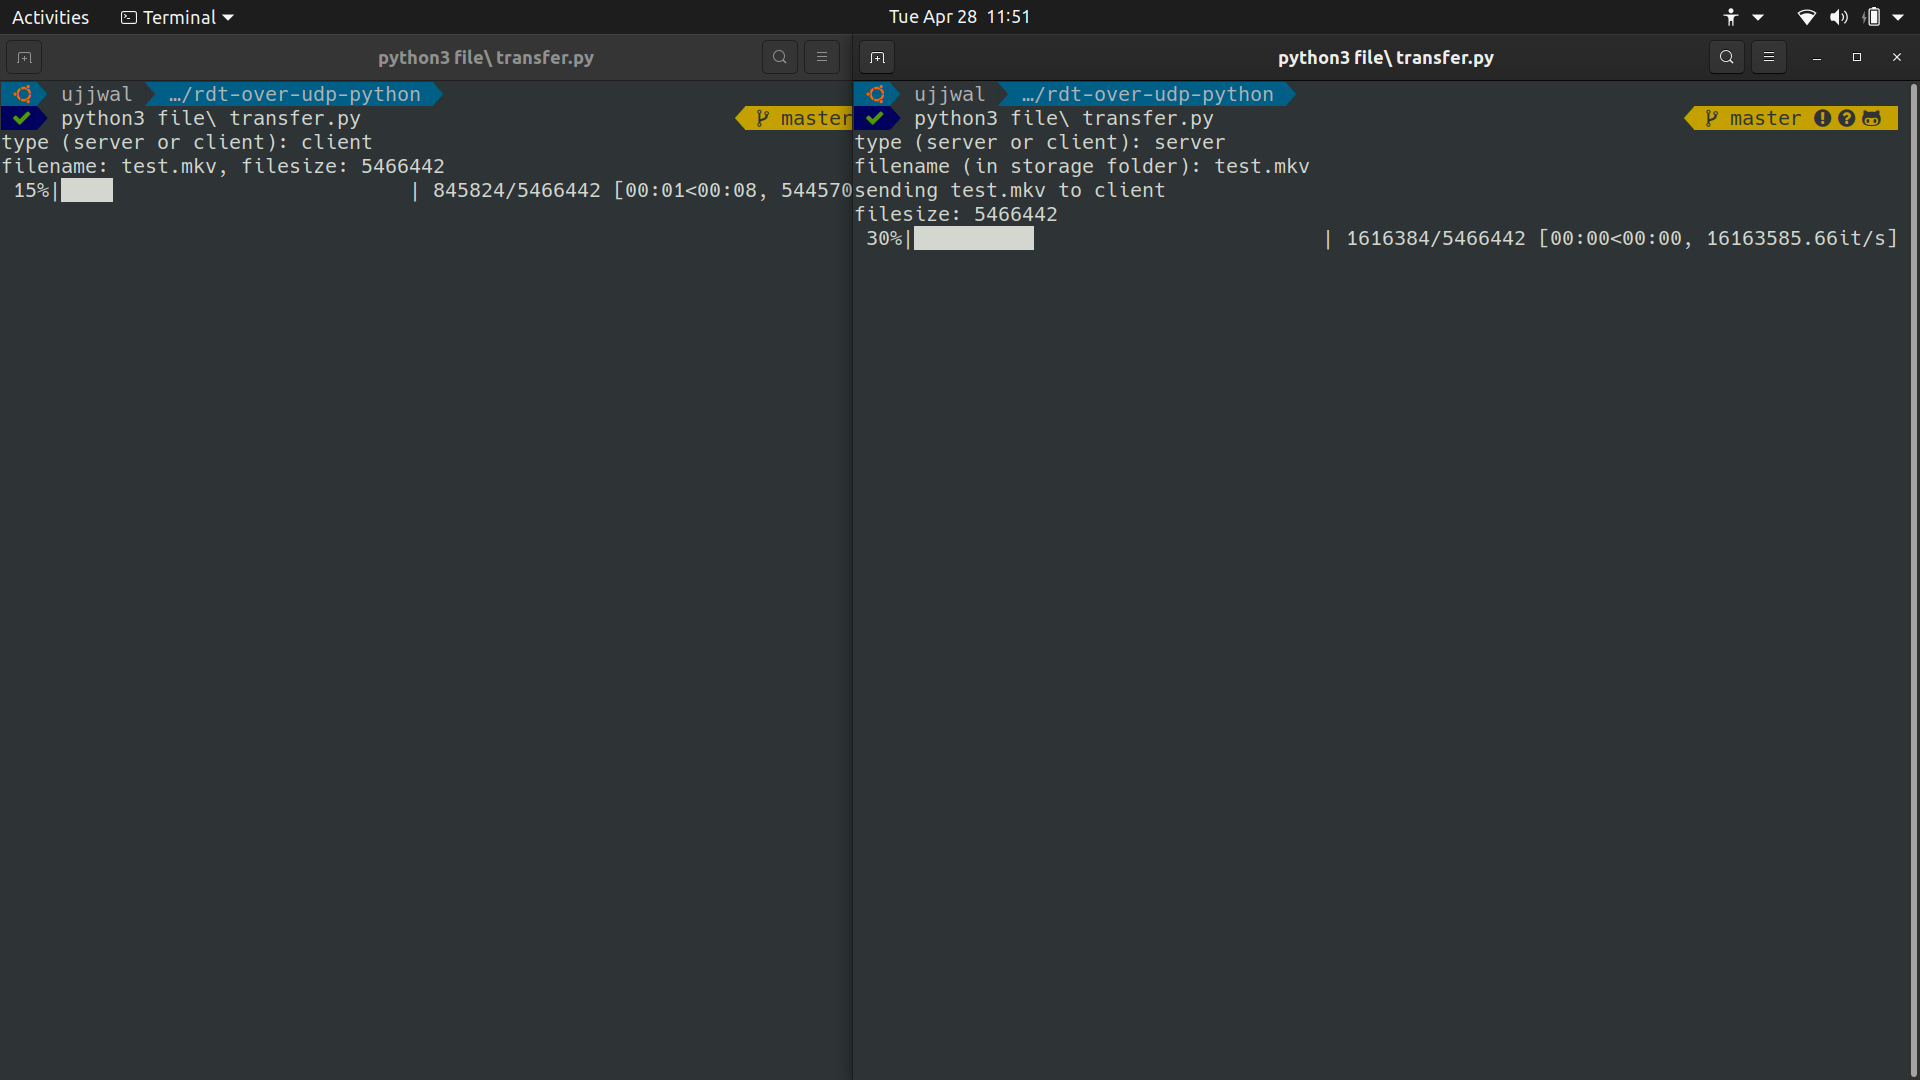 Activities Terminal Tue Apr 28 11:51
python3 file\ transfer.py
ujjwal …/rdt-over-udp-python
python3 file\ transfer.py master
type (server or client): client
filename: test.mkv, filesize: 5466442
15%| | 845824/5466442 [00:01<00:08, 544570
python3 file\ transfer.py
ujjwal …/rdt-over-udp-python
python3 file\ transfer.py master
type (server or client): server
filename (in storage folder): test.mkv
sending test.mkv to client
filesize: 5466442
30%| | 1616384/5466442 [00:00<00:00, 16163585.66it/s]